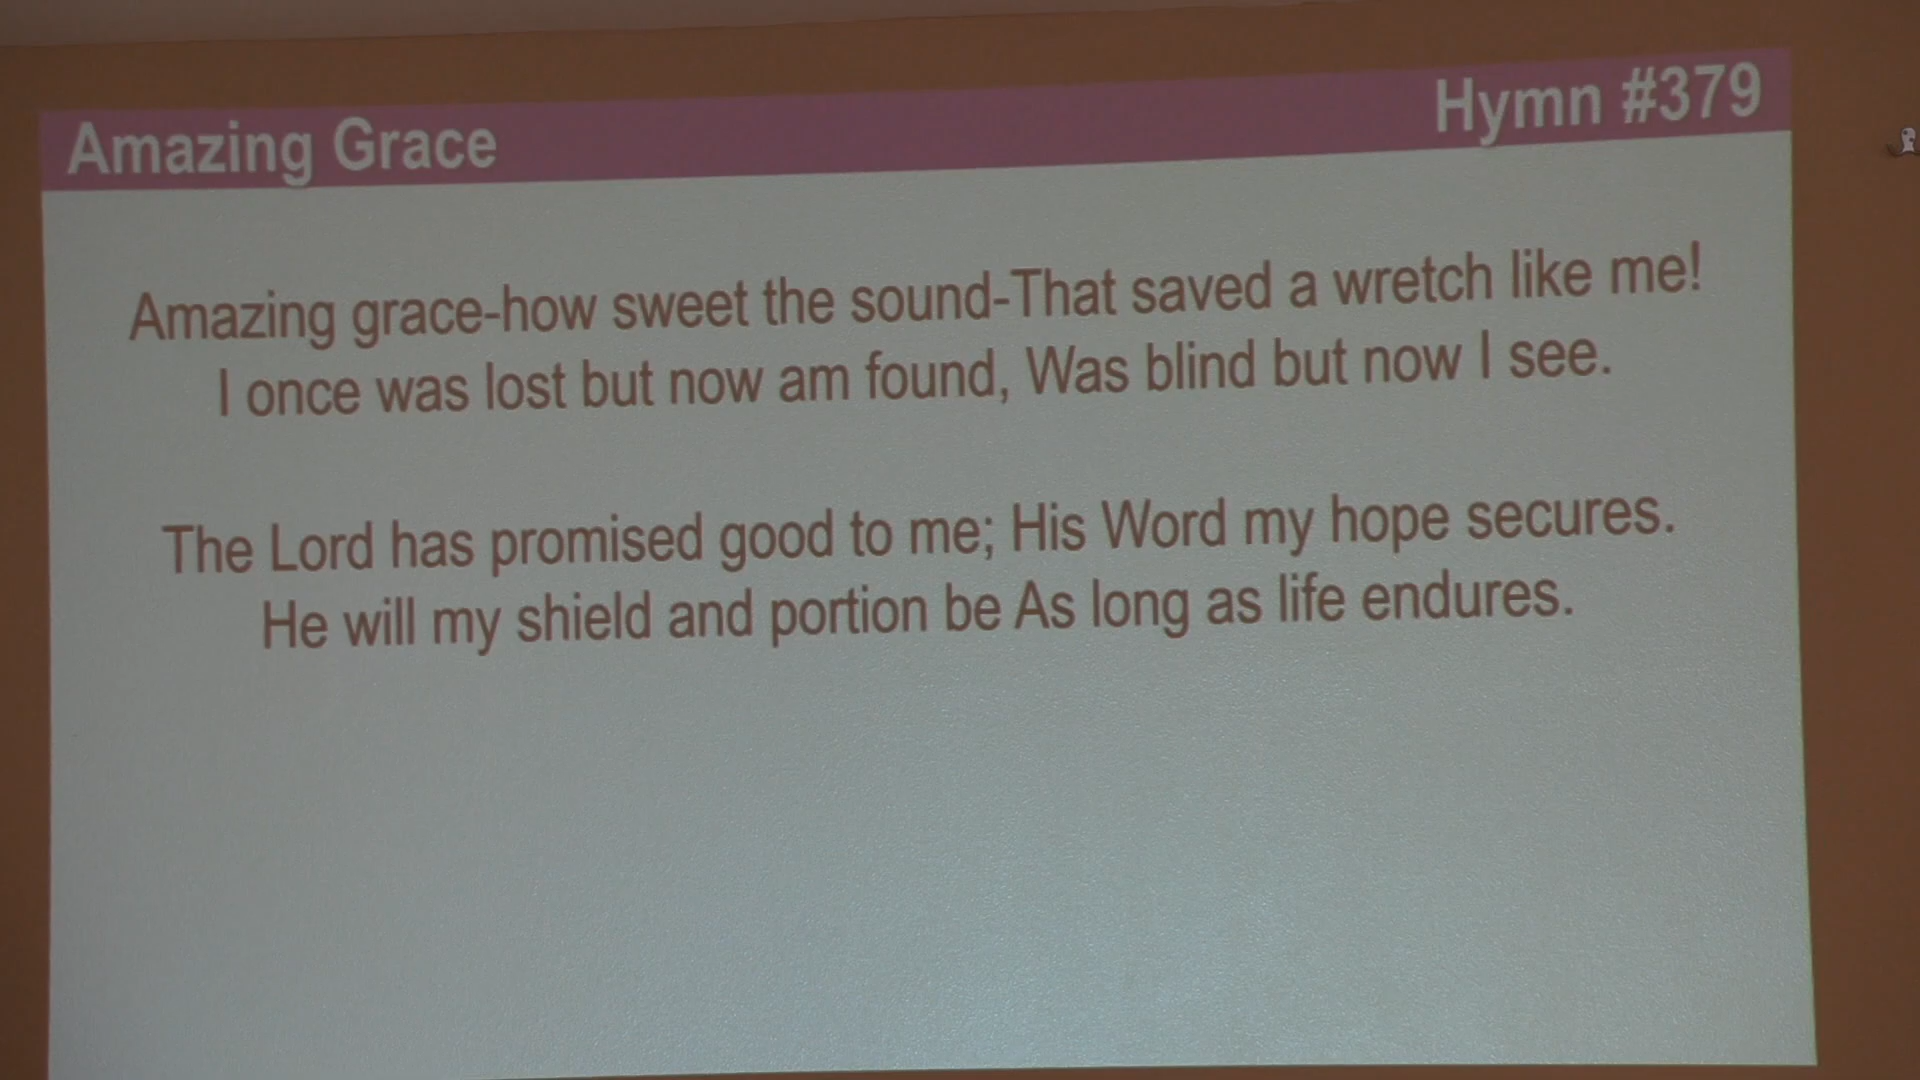 Amazing Grace Hymn #379
Amazing grace-how sweet the sound-That saved a wretch like me!
I once was lost but now am found, Was blind but now I see.
The Lord has promised good to me; His Word my hope secures.
He will my shield and portion be As long as life endures.